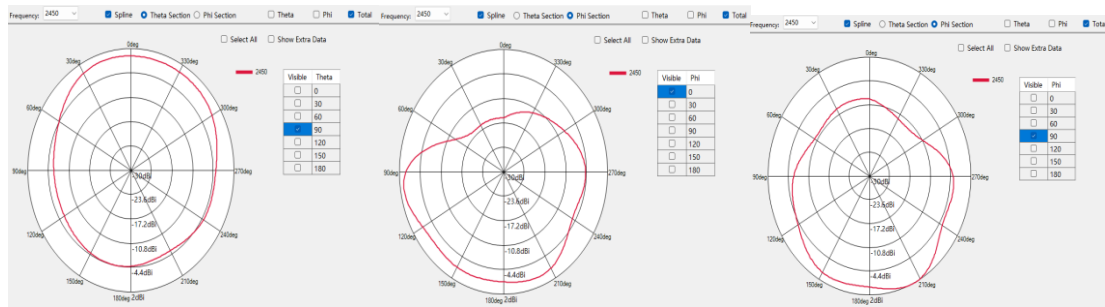 Frequency: 2450 Spline Theta Section Phi Section Theta Phi Total
Select All Show Extra Data
0deg
30deg
330deg
2450
Visible Theta
0
30
60
90
120
150
180
60deg
300deg
90deg
270deg
-30dBi
-23.6dBi
-17.2dBi
-10.8dBi
-4.4dBi
120deg
240deg
150deg
210deg
180deg 2dBi
Frequency: 2450 Spline Theta Section Phi Section Theta Phi Total
Select All Show Extra Data
0deg
30deg
330deg
2450
Visible Phi
0
30
60
90
120
150
180
60deg
300deg
90deg
270deg
-30dBi
-23.6dBi
-17.2dBi
-10.8dBi
-4.4dBi
120deg
240deg
150deg
210deg
180deg 2dBi
Frequency: 2450 Spline Theta Section Phi Section Theta Phi Total
Select All Show Extra Data
0deg
30deg
330deg
2450
Visible Phi
0
30
60
90
120
150
180
60deg
300deg
90deg
270deg
-30dBi
-23.6dBi
-17.2dBi
-10.8dBi
-4.4dBi
120deg
240deg
150deg
210deg
180deg 2dBi